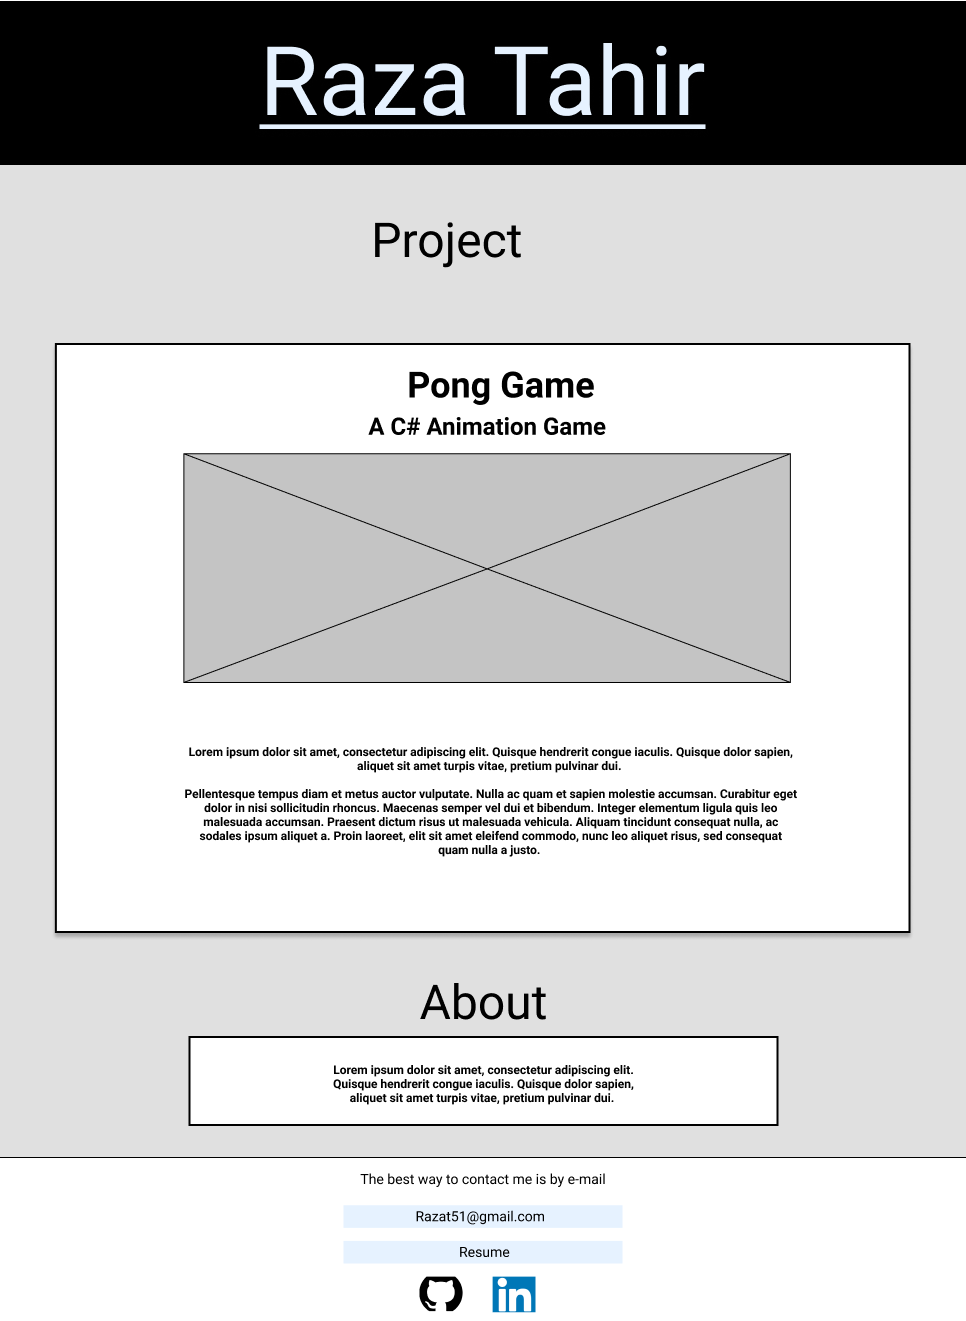 Raza Tahir
Project
Pong Game
A C# Animation Game
Lorem ipsum dolor sit amet, consectetur adipiscing elit. Quisque hendrerit congue iaculis. Quisque dolor sapien,
aliquet sit amet turpis vitae, pretium pulvinar dui.
Pellentesque tempus diam et metus auctor vulputate. Nulla ac quam et sapien molestie accumsan. Curabitur eget
dolor in nisi sollicitudin rhoncus. Maecenas semper vel dui et bibendum. Integer elementum ligula quis leo
malesuada accumsan. Praesent dictum risus ut malesuada vehicula. Aliquam tincidunt consequat nulla, ac
sodales ipsum aliquet a. Proin laoreet, elit sit amet eleifend commodo, nunc leo aliquet risus, sed consequat
quam nulla a justo.
About
Lorem ipsum dolor sit amet, consectetur adipiscing elit.
Quisque hendrerit congue iaculis. Quisque dolor sapien,
aliquet sit amet turpis vitae, pretium pulvinar dui.
The best way to contact me is by e-mail
Razat51@gmail.com
Resume
in